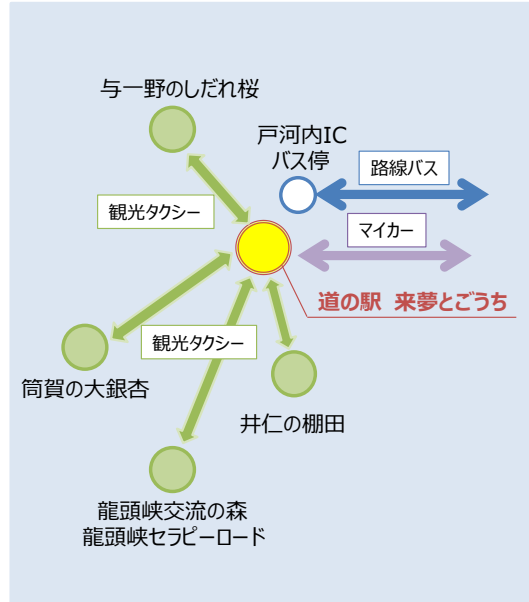 与一野のしだれ桜
戸河内IC
バス停
路線バス
観光タクシー
マイカー
道の駅 来夢とごうち
観光タクシー
筒賀の大銀杏
井仁の棚田
龍頭峡交流の森
龍頭峡セラピーロード